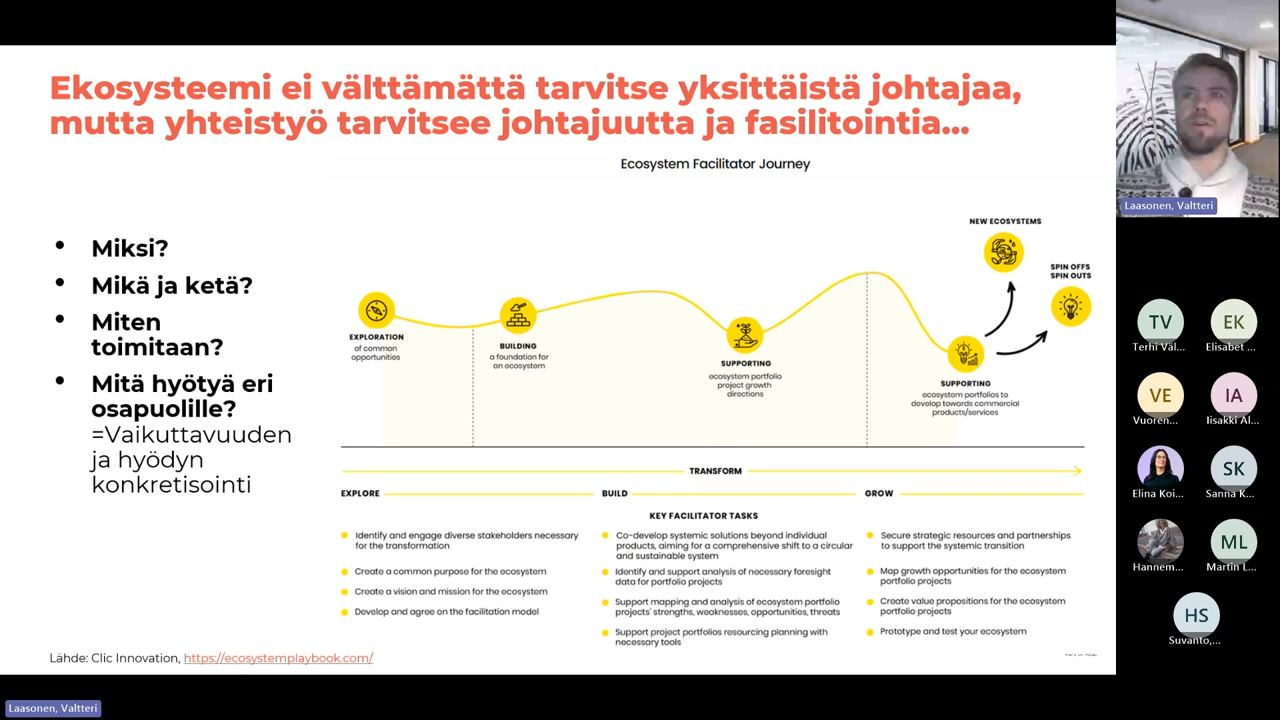 Ekosysteemi ei välttämättä tarvitse yksittäistä johtajaa,
mutta yhteistyö tarvitsee johtajuutta ja fasilitointia...
Ecosystem Facilitator Journey
• Miksi?
• Mikä ja ketä?
• Miten
toimitaan?
• Mitä hyötyä eri
osapuolille?
=Vaikuttavuuden
ja hyödyn
konkretisointi
EXPLORATION
of common
opportunities
BUILDING
a foundation for
an ecosystem
SUPPORTING
ecosystem portfolio
project growth
directions
SUPPORTING
ecosystem portfolios to
develop towards commercial
products/services
NEW ECOSYSTEMS
SPIN OFFS
SPIN OUTS
TRANSFORM
EXPLORE
BUILD
GROW
KEY FACILITATOR TASKS
Identify and engage diverse stakeholders necessary
for the transformation
Create a common purpose for the ecosystem
Create a vision and mission for the ecosystem
Develop and agree on the facilitation model
Co-develop systemic solutions beyond individual
products, aiming for a comprehensive shift to a circular
and sustainable system
Identify and support analysis of necessary foresight
data for portfolio projects
Support mapping and analysis of ecosystem portfolio
projects' strengths, weaknesses, opportunities, threats
Support project portfolios resourcing planning with
necessary tools
Secure strategic resources and partnerships
to support the systemic transition
Map growth opportunities for the ecosystem
portfolio projects
Create value propositions for the ecosystem
portfolio projects
Prototype and test your ecosystem
Lähde: Clic Innovation, https://ecosystemplaybook.com/
Laasonen, Valtteri
TV
Terhi Väl...
EK
Elisabet ...
VE
Vuoren...
IA
Iisakki Al...
Elina Koi...
SK
Sanna K...
Hannem...
ML
Martin L...
HS
Suvanto,...
Laasonen, Valtteri